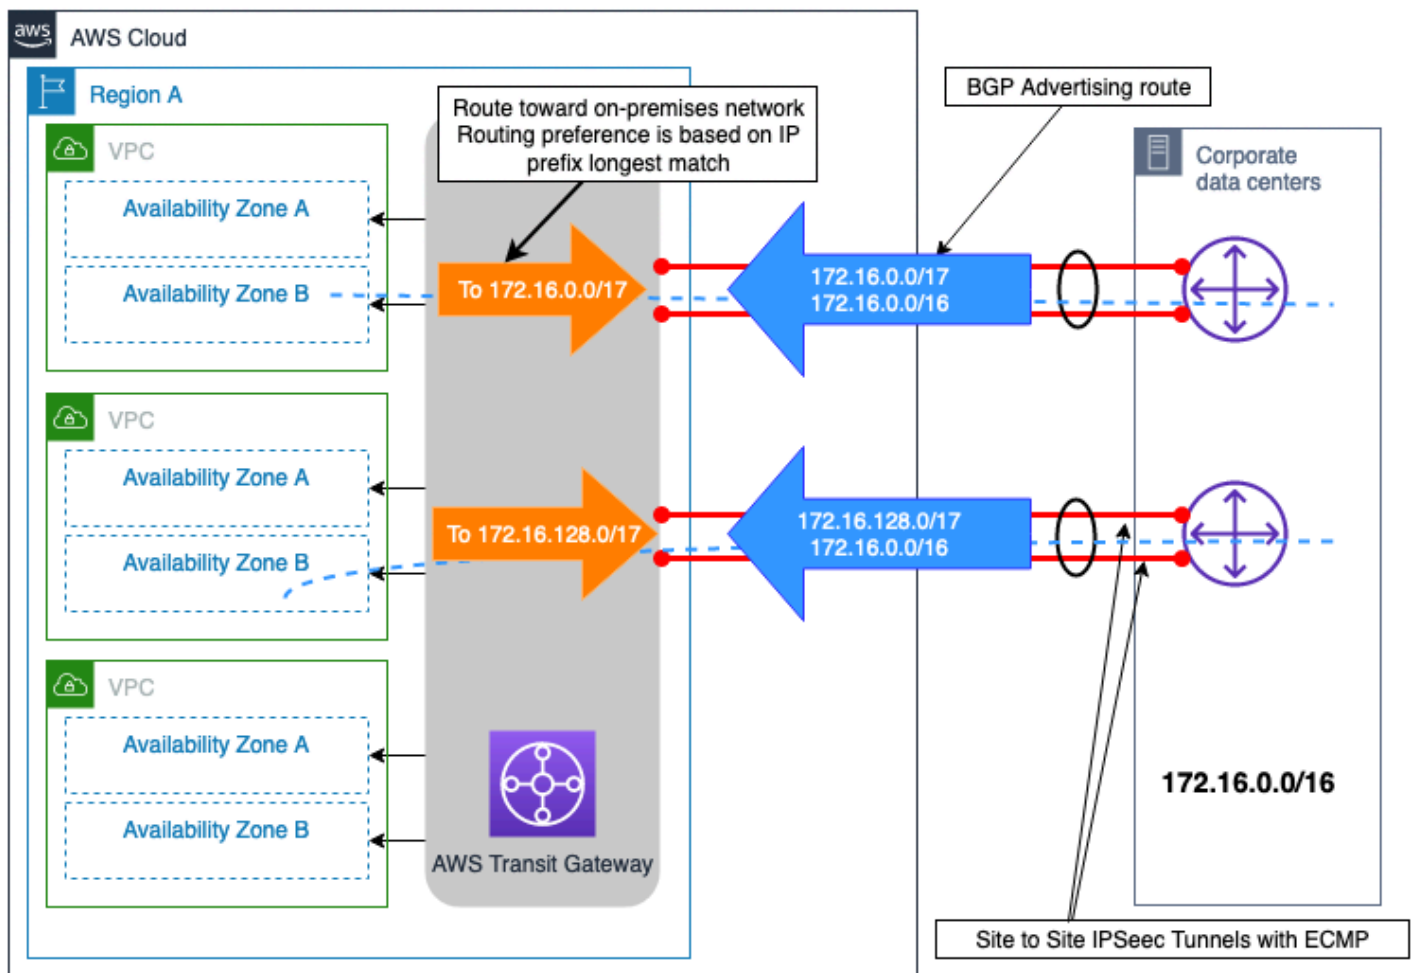 aws
AWS Cloud
Region A
VPC
Availability Zone A
Availability Zone B
VPC
Availability Zone A
Availability Zone B
VPC
Availability Zone A
Availability Zone B
Route toward on-premises network
Routing preference is based on IP
prefix longest match
To 172.16.0.0/17
To 172.16.128.0/17
AWS Transit Gateway
BGP Advertising route
172.16.0.0/17
172.16.0.0/16
172.16.128.0/17
172.16.0.0/16
Corporate
data centers
172.16.0.0/16
Site to Site IPSeec Tunnels with ECMP